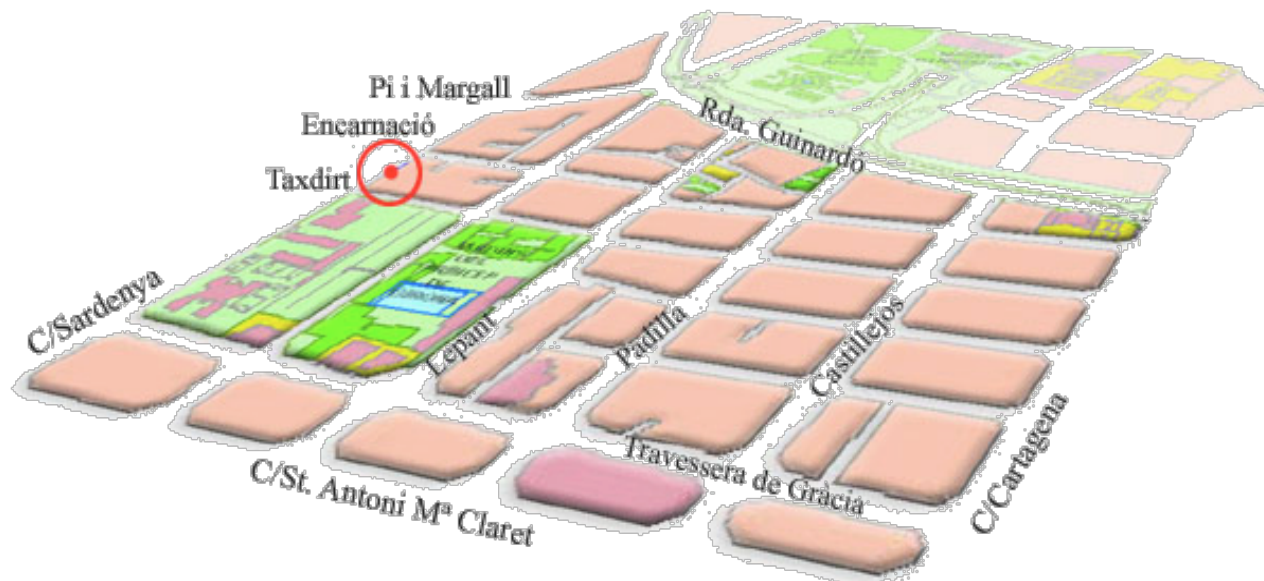 Pi i Margall
Encarnació
Taxdirt
Rda. Guinardó
C/Sardenya
Lepant
Padilla
Castillejos
C/Cartagena
Travessera de Gràcia
C/St. Antoni Mª Claret